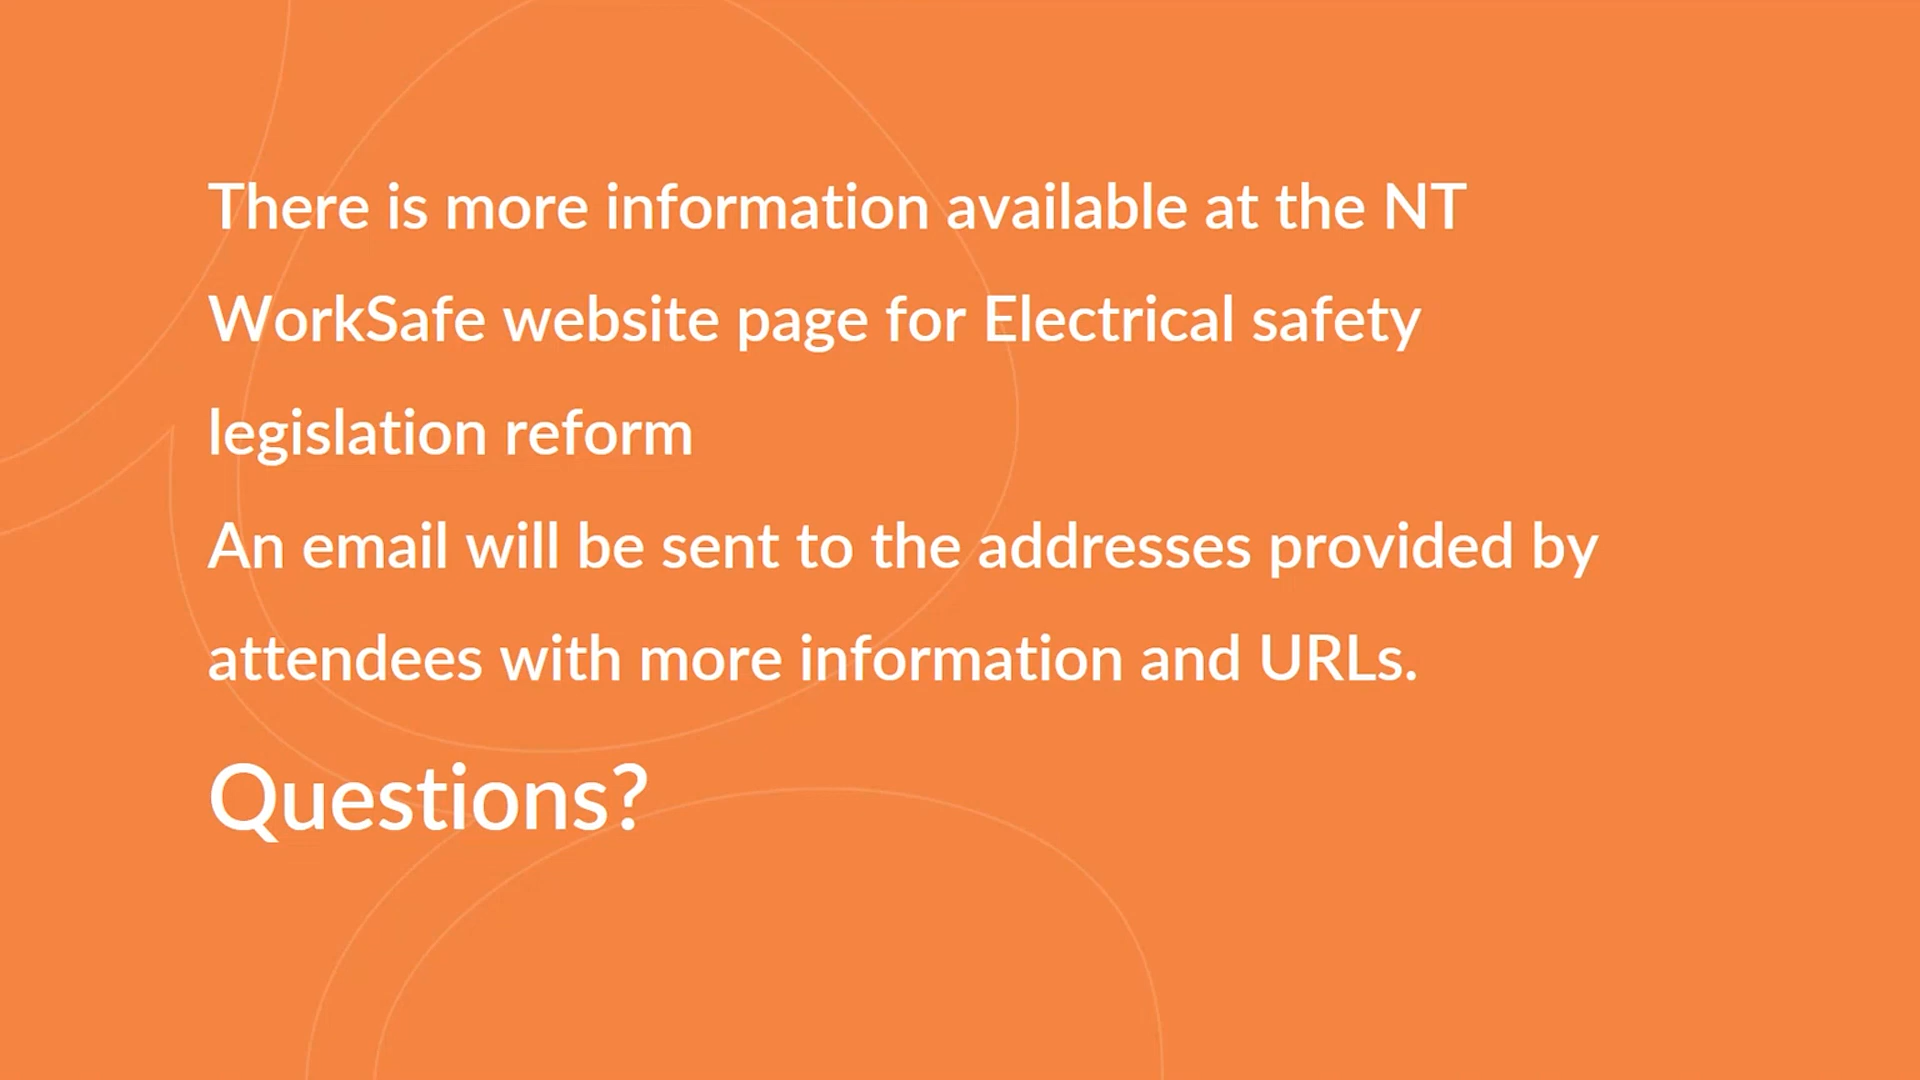 There is more information available at the NT
WorkSafe website page for Electrical safety
legislation reform
An email will be sent to the addresses provided by
attendees with more information and URLs.
Questions?